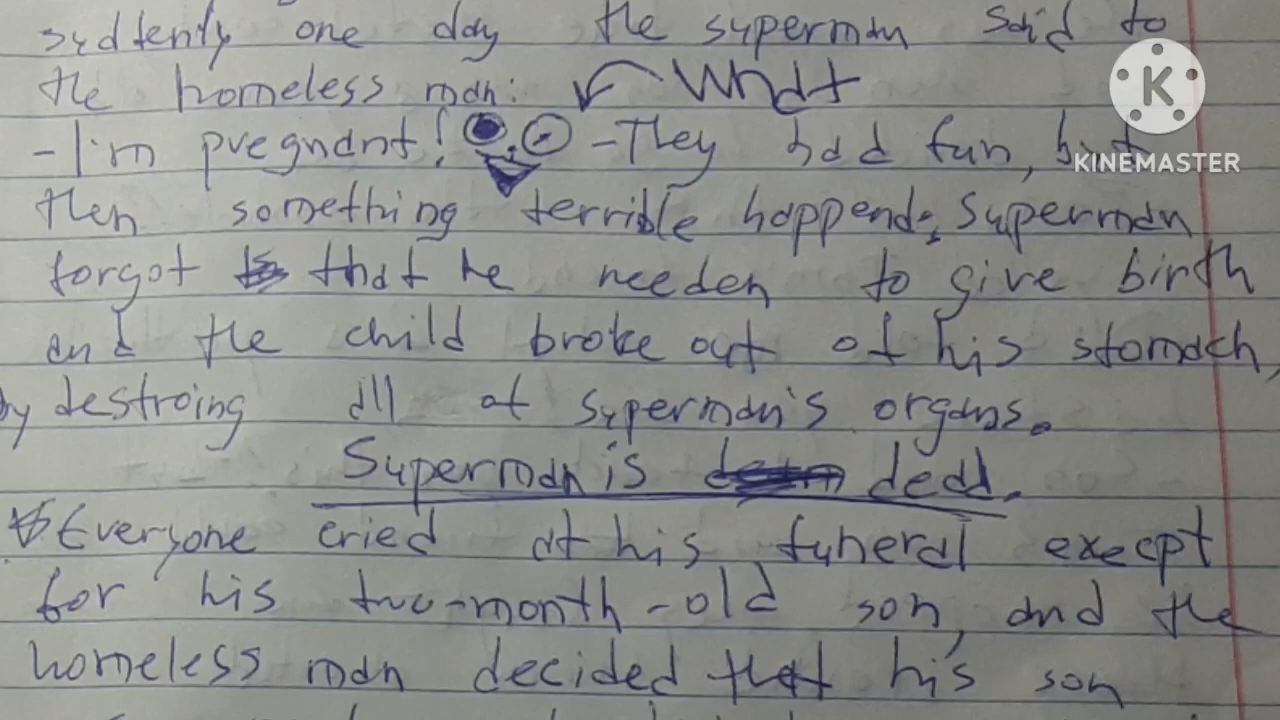 syddenly one day the superman said to
the homeless man: What
- I'm pregnant! - They had fun, but
then something terrible happend; Superman
forgot that he needen to give birth
and the child broke out of his stomach,
by destroing all of Syperman's organs.
Superman is dead.
Everyone cried at his funeral except
for his two-month-old son, and the
homeless man decided that his son
KINEMASTER